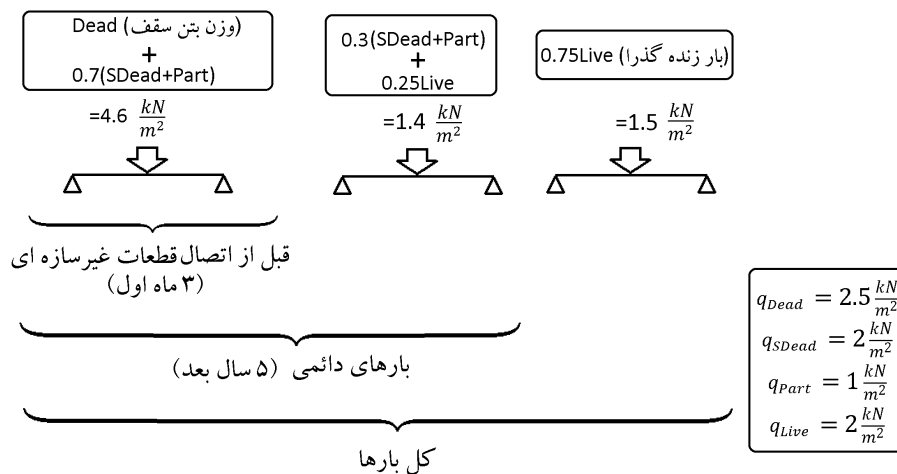 Dead (وزن بتن سقف)
+
0.7(SDead+Part)
=4.6 kN/m²
0.3(SDead+Part)
+
0.25Live
=1.4 kN/m²
0.75Live (بار زنده گذرا)
=1.5 kN/m²
قبل از اتصال قطعات غیرسازه ای
(۳ ماه اول)
بارهای دائمی (۵ سال بعد)
کل بارها
q_Dead = 2.5 kN/m²
q_SDead = 2 kN/m²
q_Part = 1 kN/m²
q_Live = 2 kN/m²